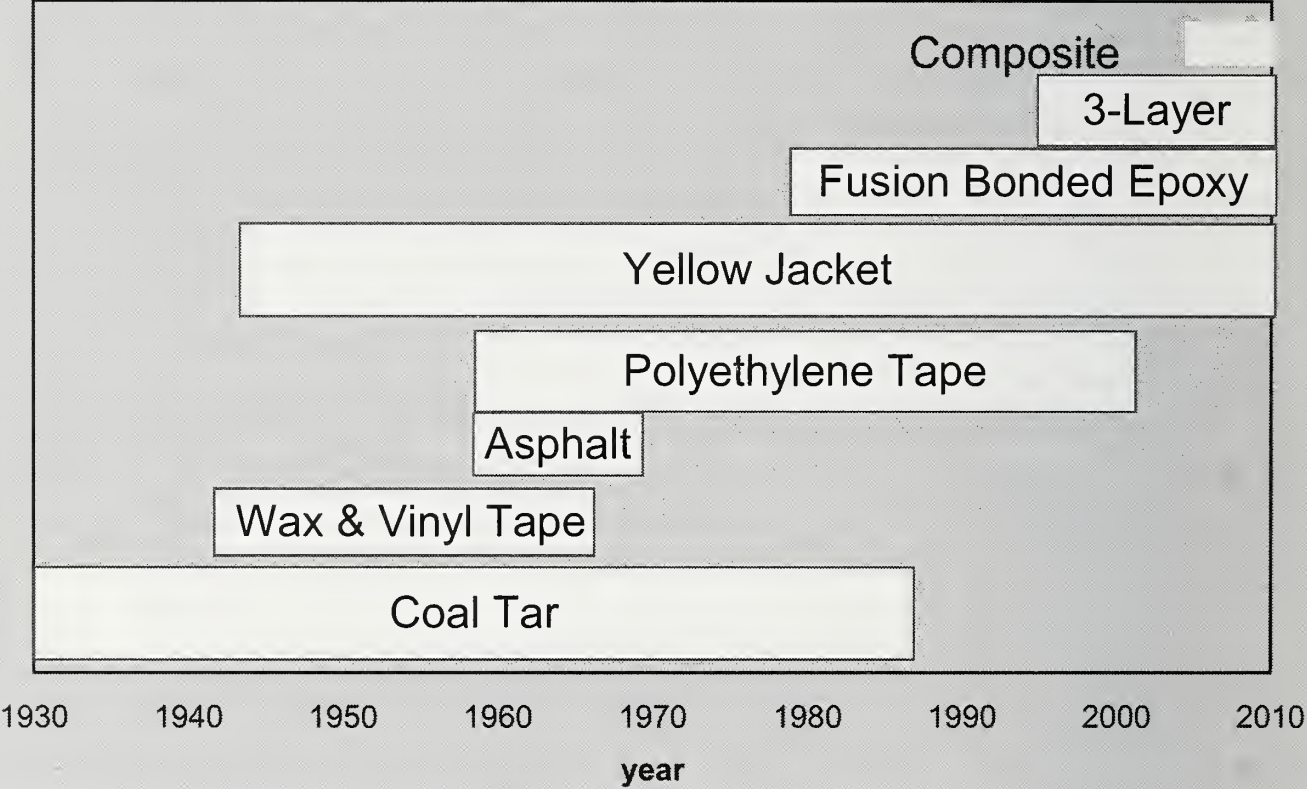 Composite
3-Layer
Fusion Bonded Epoxy
Yellow Jacket
Polyethylene Tape
Asphalt
Wax & Vinyl Tape
Coal Tar
1930 1940 1950 1960 1970 1980 1990 2000 2010
year